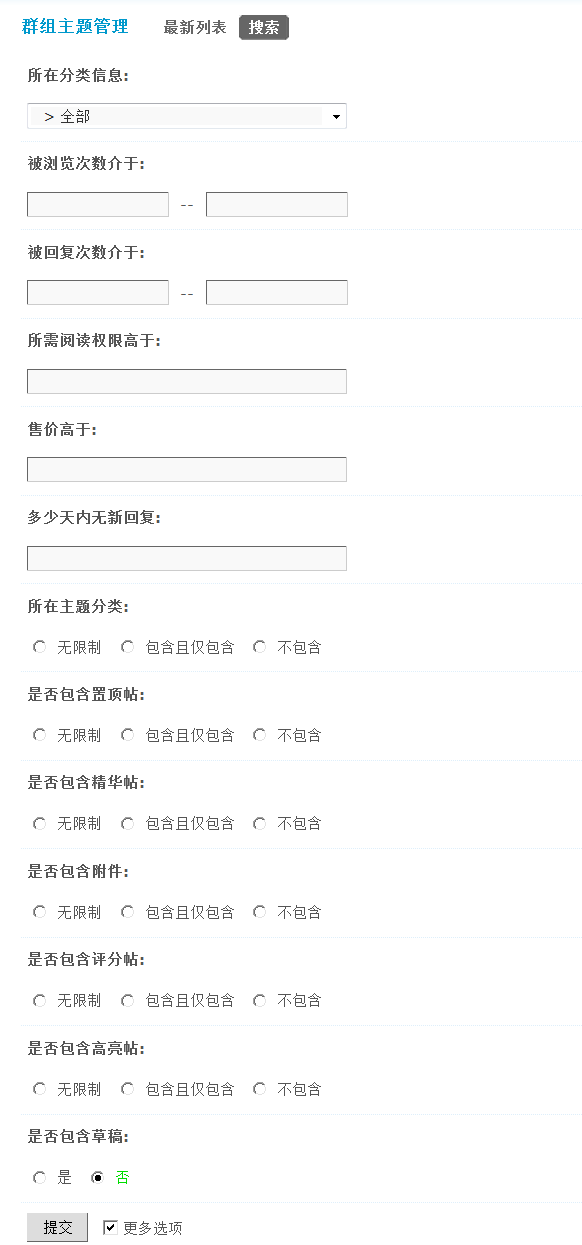 群组主题管理 最新列表 搜索
所在分类信息:
> 全部
被浏览次数介于:
--
被回复次数介于:
--
所需阅读权限高于:
售价高于:
多少天内无新回复:
所在主题分类:
无限制 包含且仅包含 不包含
是否包含置顶帖:
无限制 包含且仅包含 不包含
是否包含精华帖:
无限制 包含且仅包含 不包含
是否包含附件:
无限制 包含且仅包含 不包含
是否包含评分帖:
无限制 包含且仅包含 不包含
是否包含高亮帖:
无限制 包含且仅包含 不包含
是否包含草稿:
是 否
提交 更多选项